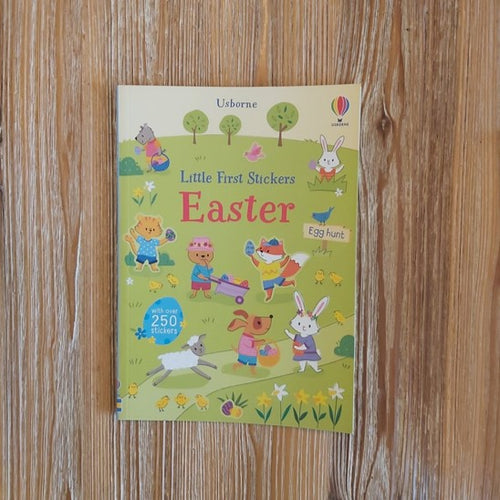 Usborne
USBORNE
Little First Stickers
Easter
Egg hunt
with over
250
stickers